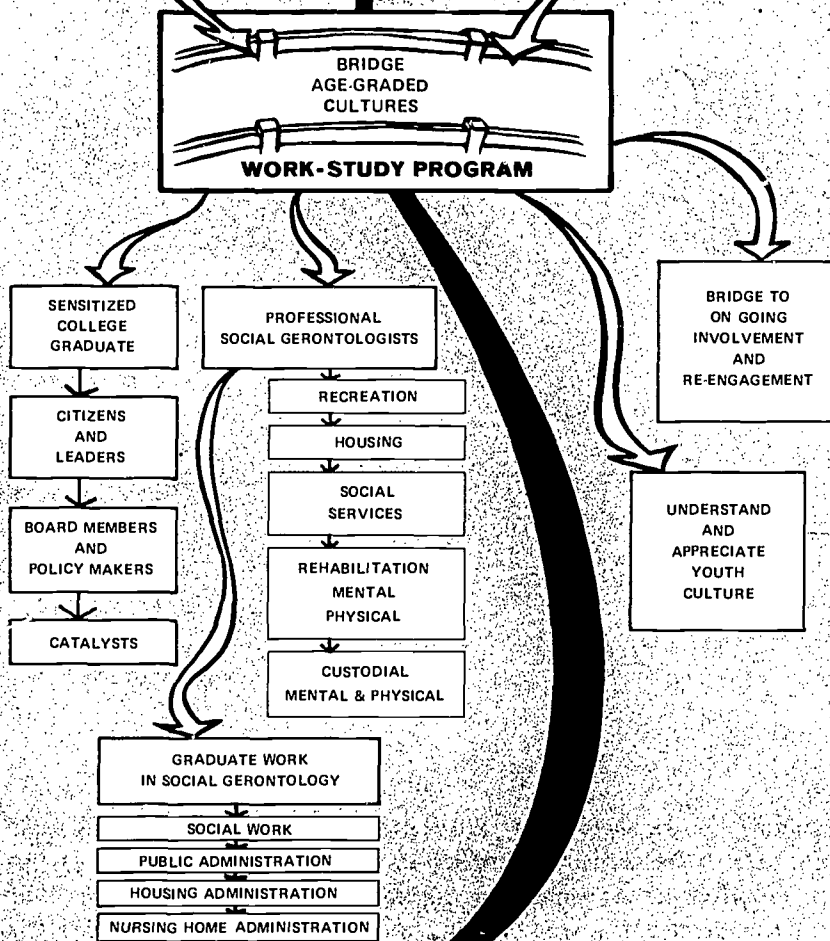 BRIDGE
AGE-GRADED
CULTURES
WORK-STUDY PROGRAM
SENSITIZED
COLLEGE
GRADUATE
CITIZENS
AND
LEADERS
BOARD MEMBERS
AND
POLICY MAKERS
CATALYSTS
PROFESSIONAL
SOCIAL GERONTOLOGISTS
RECREATION
HOUSING
SOCIAL
SERVICES
REHABILITATION
MENTAL
PHYSICAL
CUSTODIAL
MENTAL & PHYSICAL
GRADUATE WORK
IN SOCIAL GERONTOLOGY
SOCIAL WORK
PUBLIC ADMINISTRATION
HOUSING ADMINISTRATION
NURSING HOME ADMINISTRATION
BRIDGE TO
ON GOING
INVOLVEMENT
AND
RE-ENGAGEMENT
UNDERSTAND
AND
APPRECIATE
YOUTH
CULTURE